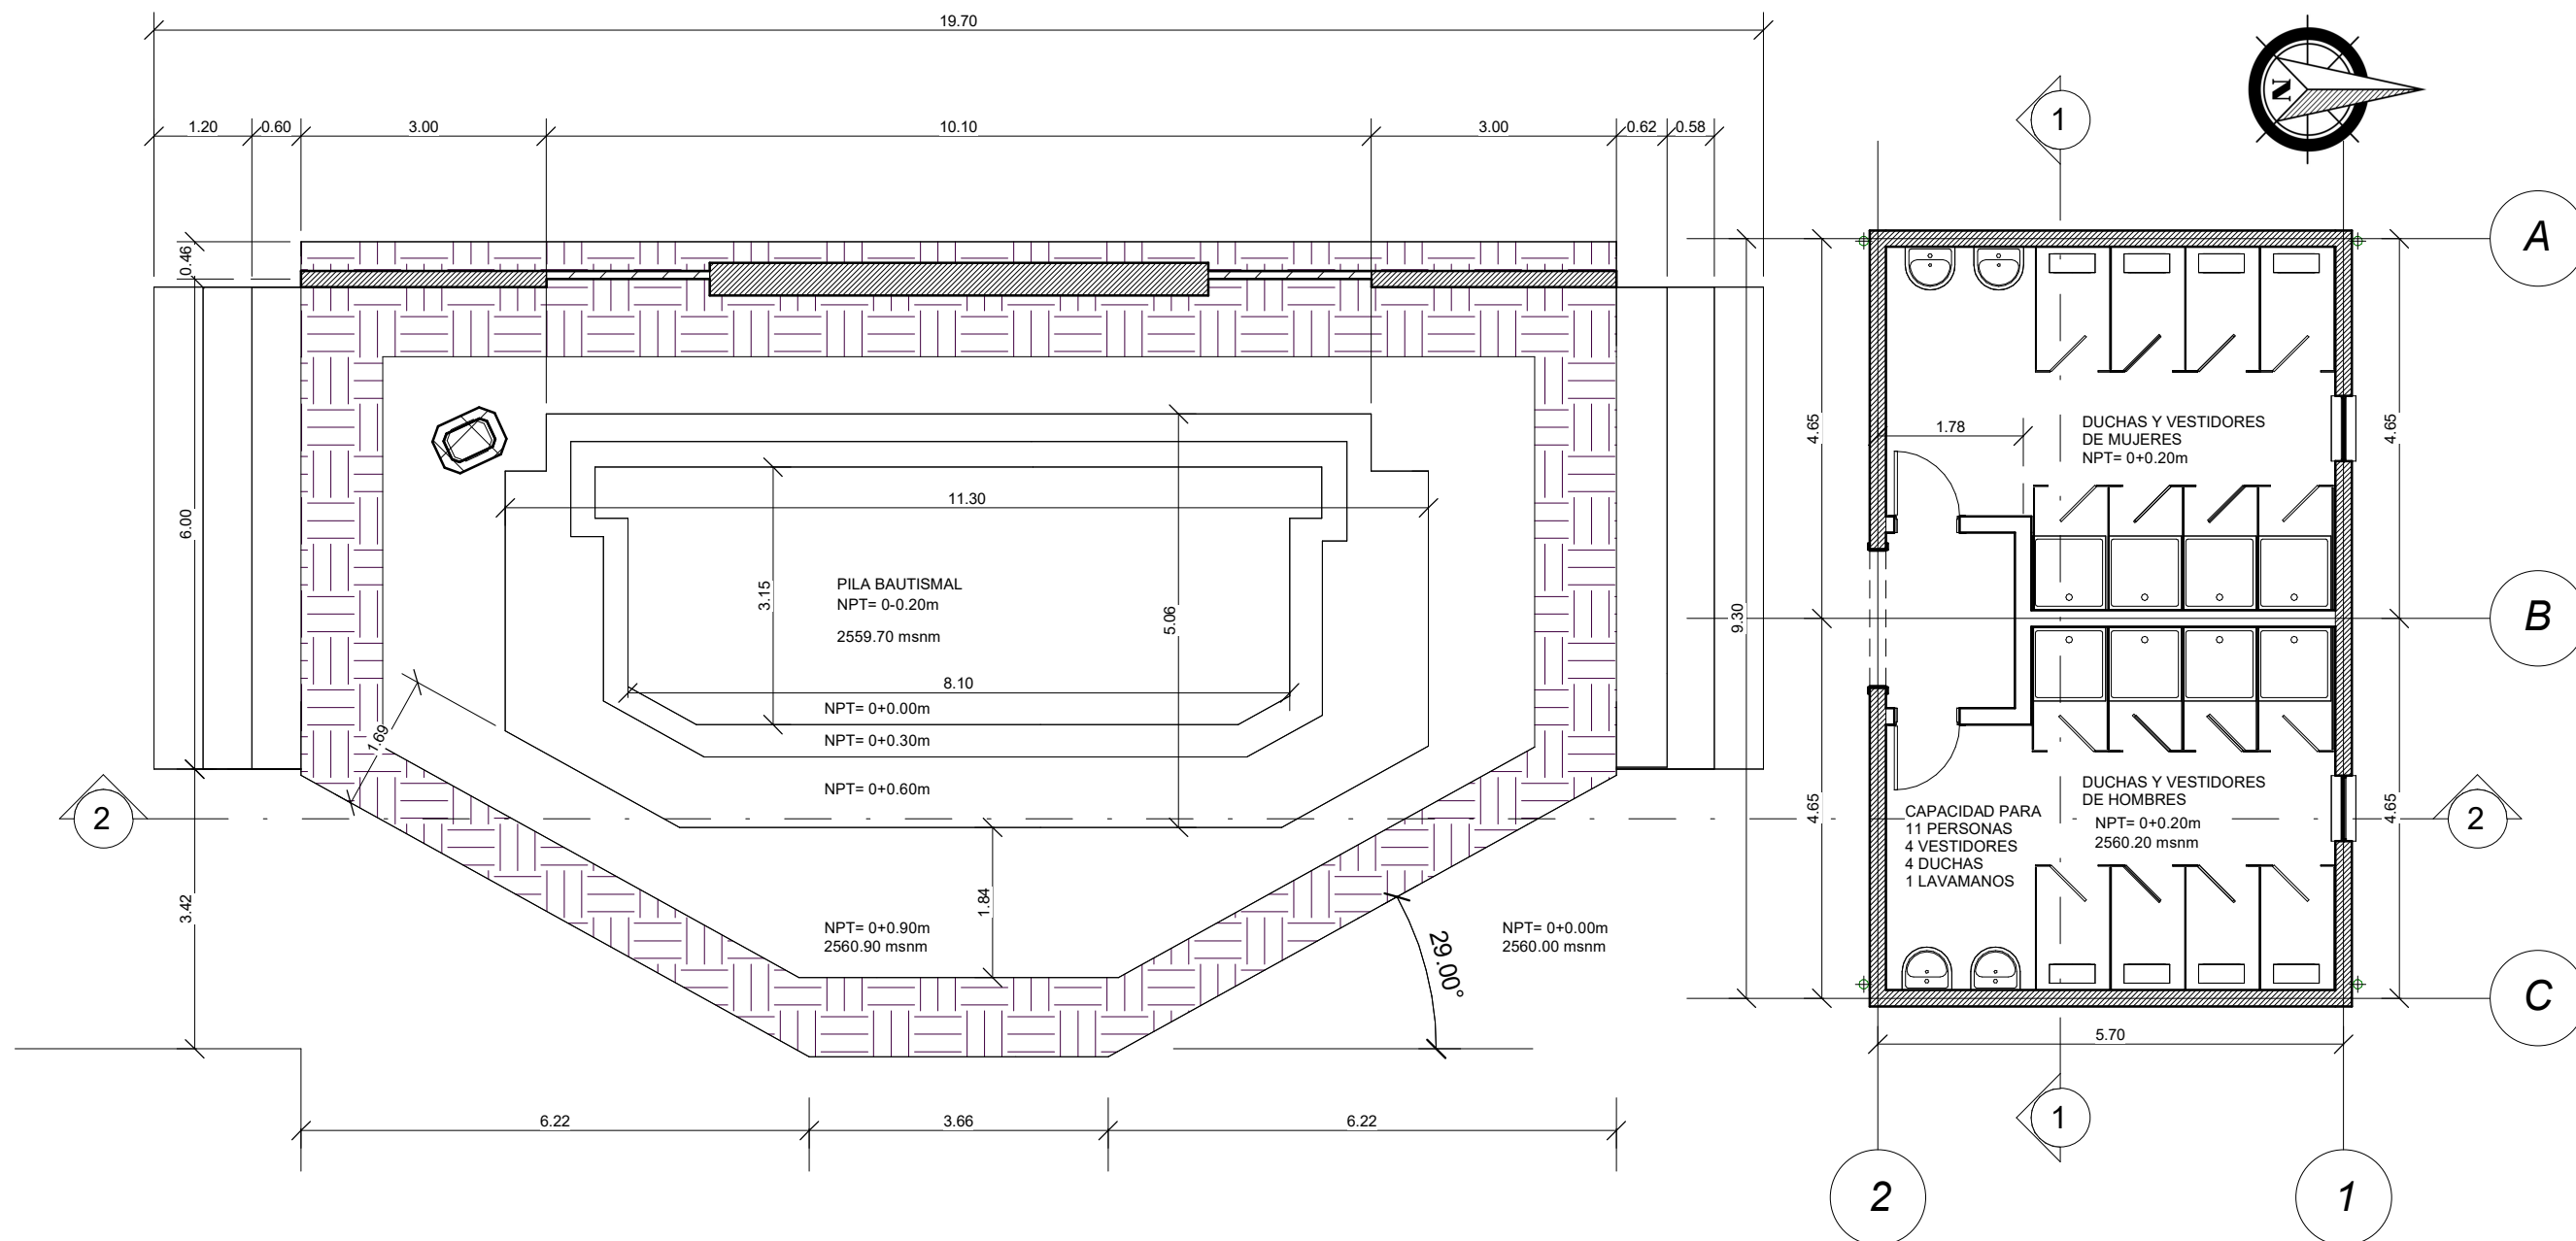 19.70
1.20
0.60
3.00
10.10
3.00
0.62
0.58
1
N
A
0.46
6.00
3.42
4.65
4.65
1.78
DUCHAS Y VESTIDORES
DE MUJERES
NPT= 0+0.20m
11.30
PILA BAUTISMAL
NPT= 0-0.20m
2559.70 msnm
3.15
5.06
9.30
B
8.10
NPT= 0+0.00m
NPT= 0+0.30m
NPT= 0+0.60m
1.69
2
4.65
4.65
DUCHAS Y VESTIDORES
DE HOMBRES
NPT= 0+0.20m
2560.20 msnm
CAPACIDAD PARA
11 PERSONAS
4 VESTIDORES
4 DUCHAS
1 LAVAMANOS
2
1.84
NPT= 0+0.90m
2560.90 msnm
29.00°
NPT= 0+0.00m
2560.00 msnm
C
5.70
6.22
3.66
6.22
1
2
1